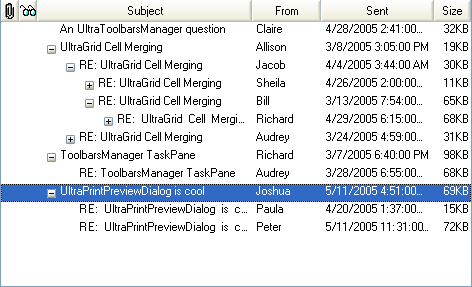 Subject From Sent Size
An UltraToolbarsManager question Claire 4/28/2005 2:41:00... 32KB
UltraGrid Cell Merging Allison 3/8/2005 3:05:00 PM 19KB
RE: UltraGrid Cell Merging Jacob 4/4/2005 3:44:00 AM 30KB
RE: UltraGrid Cell Merging Sheila 4/26/2005 2:00:00... 11KB
RE: UltraGrid Cell Merging Bill 3/13/2005 7:54:00... 65KB
RE: UltraGrid Cell Mergi... Richard 4/29/2005 6:15:00... 68KB
RE: UltraGrid Cell Merging Audrey 3/24/2005 4:59:00... 31KB
ToolbarsManager TaskPane Richard 3/7/2005 6:40:00 PM 98KB
RE: ToolbarsManager TaskPane Audrey 3/28/2005 6:55:00... 68KB
UltraPrintPreviewDialog is cool Joshua 5/11/2005 4:51:00... 69KB
RE: UltraPrintPreviewDialog is c... Paula 4/20/2005 1:37:00... 15KB
RE: UltraPrintPreviewDialog is c... Peter 5/11/2005 11:31:00... 72KB